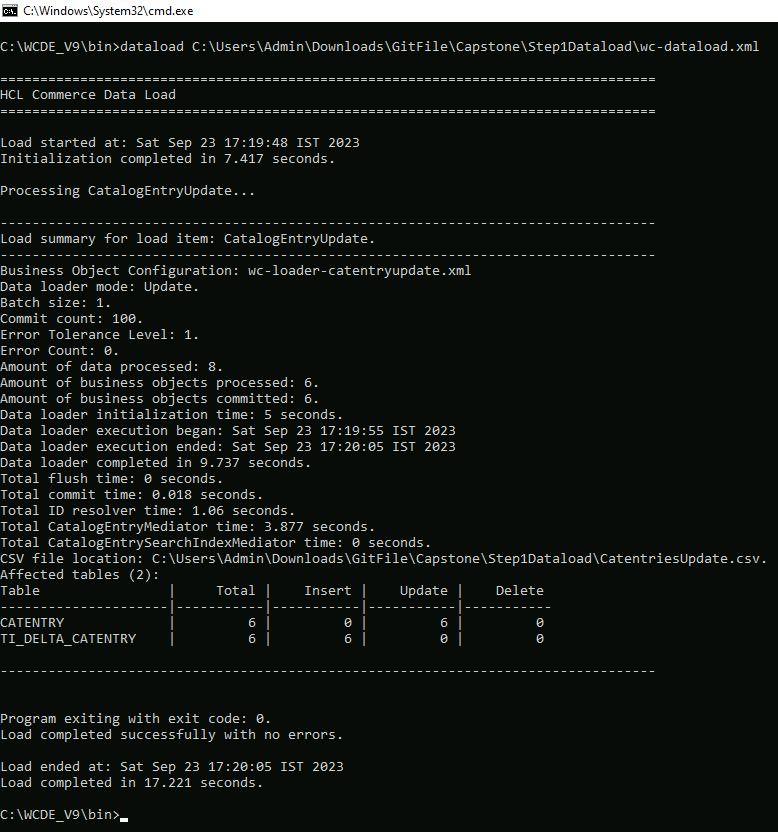 C:\Windows\System32\cmd.exe
C:\WCDE_V9\bin>dataload C:\Users\Admin\Downloads\GitFile\Capstone\Step1Dataload\wc-dataload.xml
==================================================================================
HCL Commerce Data Load
==================================================================================
Load started at: Sat Sep 23 17:19:48 IST 2023
Initialization completed in 7.417 seconds.
Processing CatalogEntryUpdate...
----------------------------------------------------------------------------------
Load summary for load item: CatalogEntryUpdate.
----------------------------------------------------------------------------------
Business Object Configuration: wc-loader-catentryupdate.xml
Data loader mode: Update.
Batch size: 1.
Commit count: 100.
Error Tolerance Level: 1.
Error Count: 0.
Amount of data processed: 8.
Amount of business objects processed: 6.
Amount of business objects committed: 6.
Data loader initialization time: 5 seconds.
Data loader execution began: Sat Sep 23 17:19:55 IST 2023
Data loader execution ended: Sat Sep 23 17:20:05 IST 2023
Data loader completed in 9.737 seconds.
Total flush time: 0 seconds.
Total commit time: 0.018 seconds.
Total ID resolver time: 1.06 seconds.
Total CatalogEntryMediator time: 3.877 seconds.
Total CatalogEntrySearchIndexMediator time: 0 seconds.
CSV file location: C:\Users\Admin\Downloads\GitFile\Capstone\Step1Dataload\CatentriesUpdate.csv.
Affected tables (2):
Table                |     Total |    Insert |    Update |    Delete
---------------------|-----------|-----------|-----------|-----------
CATENTRY             |         6 |         0 |         6 |         0
TI_DELTA_CATENTRY    |         6 |         6 |         0 |         0
----------------------------------------------------------------------------------
Program exiting with exit code: 0.
Load completed successfully with no errors.
Load ended at: Sat Sep 23 17:20:05 IST 2023
Load completed in 17.221 seconds.
C:\WCDE_V9\bin>